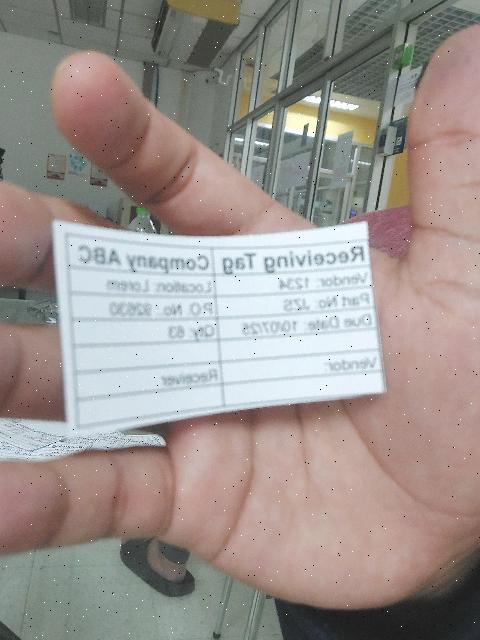 Receiving Tag Company ABC
Vendor: 1234 Location: Lorem
Part No: JZS P.O. No: 92630
Due Date: 10/07/25 Qty: 63
Vendor: Receiver